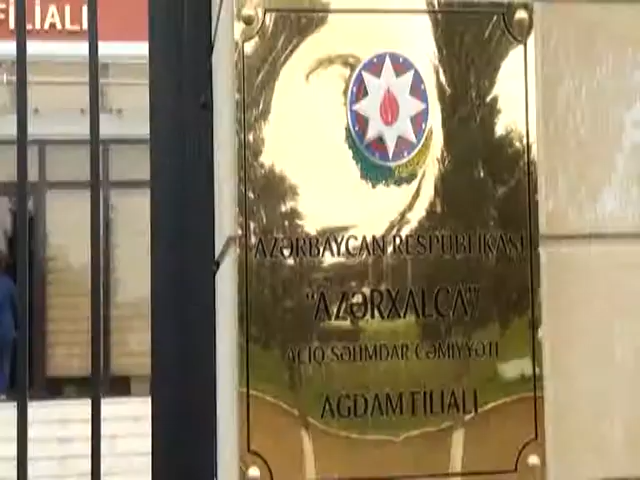 FİLİALI
AZƏRBAYCAN RESPUBLİKASI
"AZƏRXALÇA"
AÇIQ SƏHMDAR CƏMİYYƏTİ
AGDAM FİLİALI